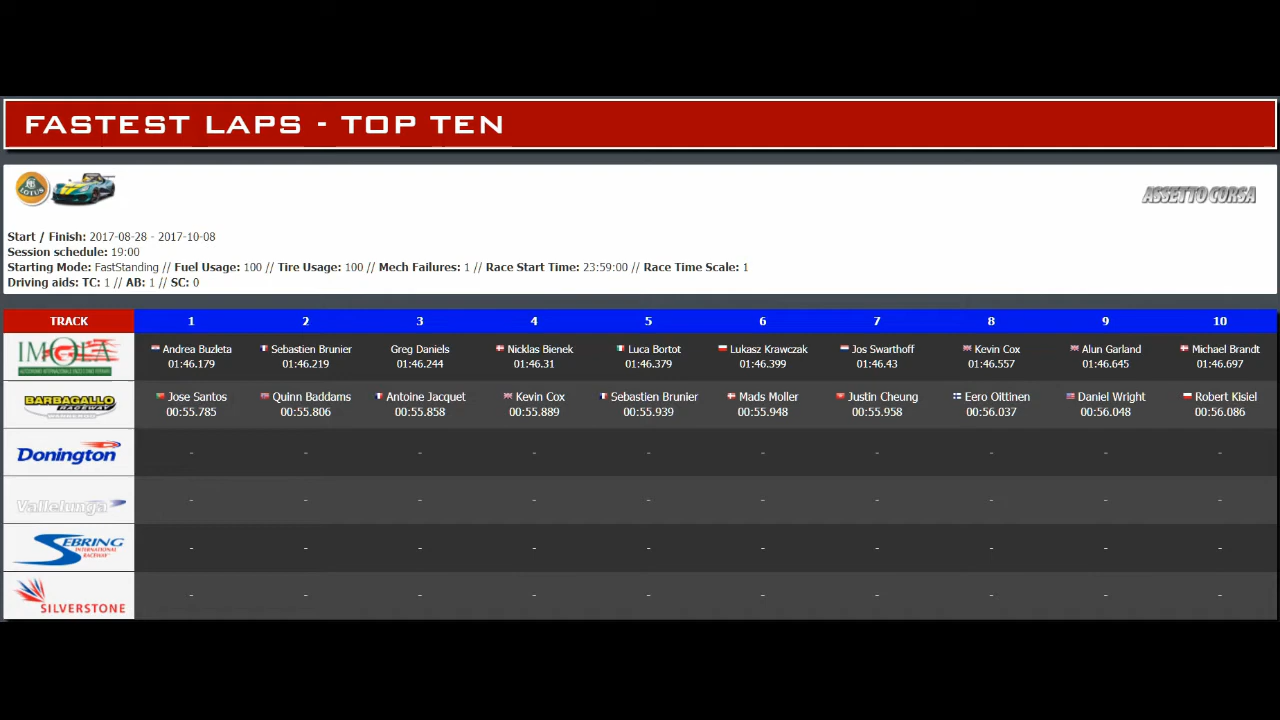 FASTEST LAPS - TOP TEN
LOTUS
ASSETTO CORSA
Start / Finish: 2017-08-28 - 2017-10-08
Session schedule: 19:00
Starting Mode: FastStanding // Fuel Usage: 100 // Tire Usage: 100 // Mech Failures: 1 // Race Start Time: 23:59:00 // Race Time Scale: 1
Driving aids: TC: 1 // AB: 1 // SC: 0
TRACK 1 2 3 4 5 6 7 8 9 10
IMOLA Andrea Buzleta Sebastien Brunier Greg Daniels Nicklas Bienek Luca Bortot Lukasz Krawczak Jos Swarthoff Kevin Cox Alun Garland Michael Brandt
01:46.179 01:46.219 01:46.244 01:46.31 01:46.379 01:46.399 01:46.43 01:46.557 01:46.645 01:46.697
BARBAGALLO RACEWAY Jose Santos Quinn Baddams Antoine Jacquet Kevin Cox Sebastien Brunier Mads Moller Justin Cheung Eero Oittinen Daniel Wright Robert Kisiel
00:55.785 00:55.806 00:55.858 00:55.889 00:55.939 00:55.948 00:55.958 00:56.037 00:56.048 00:56.086
Donington - - - - - - - - - -
Vallelunga - - - - - - - - - -
SEBRING INTERNATIONAL RACEWAY - - - - - - - - - -
SILVERSTONE - - - - - - - - - -